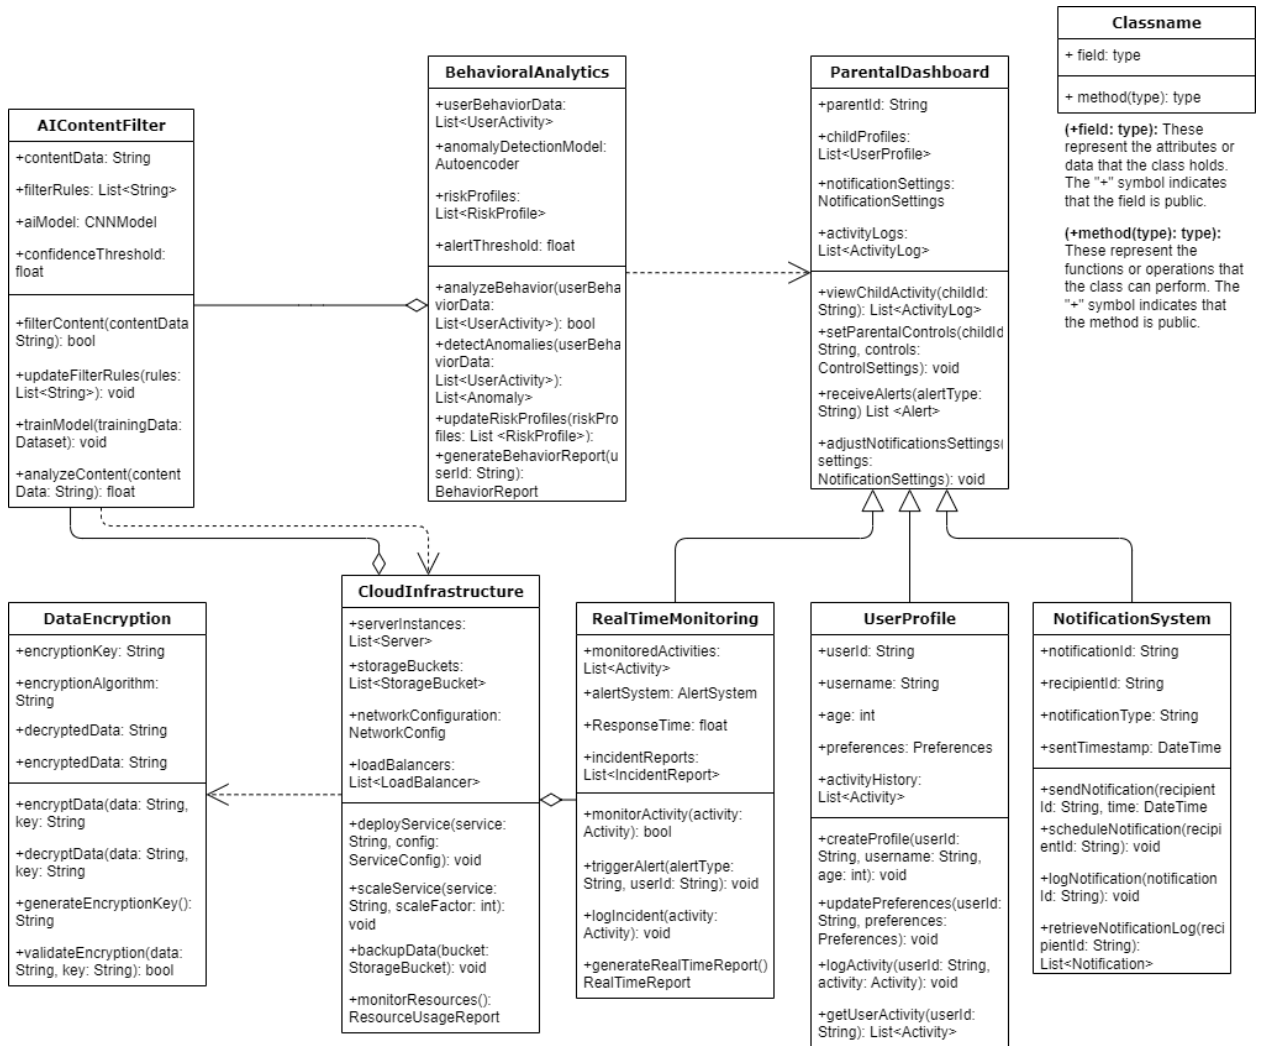 Classname
+ field: type
+ method(type): type
(+field: type): These
represent the attributes or
data that the class holds.
The "+" symbol indicates
that the field is public.
(+method(type): type):
These represent the
functions or operations that
the class can perform. The
"+" symbol indicates that
the method is public.
AIContentFilter
+contentData: String
+filterRules: List<String>
+aiModel: CNNModel
+confidenceThreshold:
float
+filterContent(contentData
String): bool
+updateFilterRules(rules:
List<String>): void
+trainModel(trainingData:
Dataset): void
+analyzeContent(content
Data: String): float
BehavioralAnalytics
+userBehaviorData:
List<UserActivity>
+anomalyDetectionModel:
Autoencoder
+riskProfiles:
List<RiskProfile>
+alertThreshold: float
+analyzeBehavior(userBeha
viorData:
List<UserActivity>): bool
+detectAnomalies(userBeha
viorData:
List<UserActivity>):
List<Anomaly>
+updateRiskProfiles(riskPro
files: List <RiskProfile>):
+generateBehaviorReport(u
serId: String):
BehaviorReport
ParentalDashboard
+parentId: String
+childProfiles:
List<UserProfile>
+notificationSettings:
NotificationSettings
+activityLogs:
List<ActivityLog>
+viewChildActivity(childId:
String): List<ActivityLog>
+setParentalControls(childId
String, controls:
ControlSettings): void
+receiveAlerts(alertType:
String) List <Alert>
+adjustNotificationsSettings(
settings:
NotificationSettings): void
DataEncryption
+encryptionKey: String
+encryptionAlgorithm:
String
+decryptedData: String
+encryptedData: String
+encryptData(data: String,
key: String
+decryptData(data: String,
key: String
+generateEncryptionKey():
String
+validateEncryption(data:
String, key: String): bool
CloudInfrastructure
+serverInstances:
List<Server>
+storageBuckets:
List<StorageBucket>
+networkConfiguration:
NetworkConfig
+loadBalancers:
List<LoadBalancer>
+deployService(service:
String, config:
ServiceConfig): void
+scaleService(service:
String, scaleFactor: int):
void
+backupData(bucket:
StorageBucket): void
+monitorResources():
ResourceUsageReport
RealTimeMonitoring
+monitoredActivities:
List<Activity>
+alertSystem: AlertSystem
+ResponseTime: float
+incidentReports:
List<IncidentReport>
+monitorActivity(activity:
Activity): bool
+triggerAlert(alertType:
String, userId: String): void
+logIncident(activity:
Activity): void
+generateRealTimeReport()
RealTimeReport
UserProfile
+userId: String
+username: String
+age: int
+preferences: Preferences
+activityHistory:
List<Activity>
+createProfile(userId:
String, username: String,
age: int): void
+updatePreferences(userId:
String, preferences:
Preferences): void
+logActivity(userId: String,
activity: Activity): void
+getUserActivity(userId:
String): List<Activity>
NotificationSystem
+notificationId: String
+recipientId: String
+notificationType: String
+sentTimestamp: DateTime
+sendNotification(recipient
Id: String, time: DateTime
+scheduleNotification(recipi
entId: String): void
+logNotification(notification
Id: String): void
+retrieveNotificationLog(reci
pientId: String):
List<Notification>